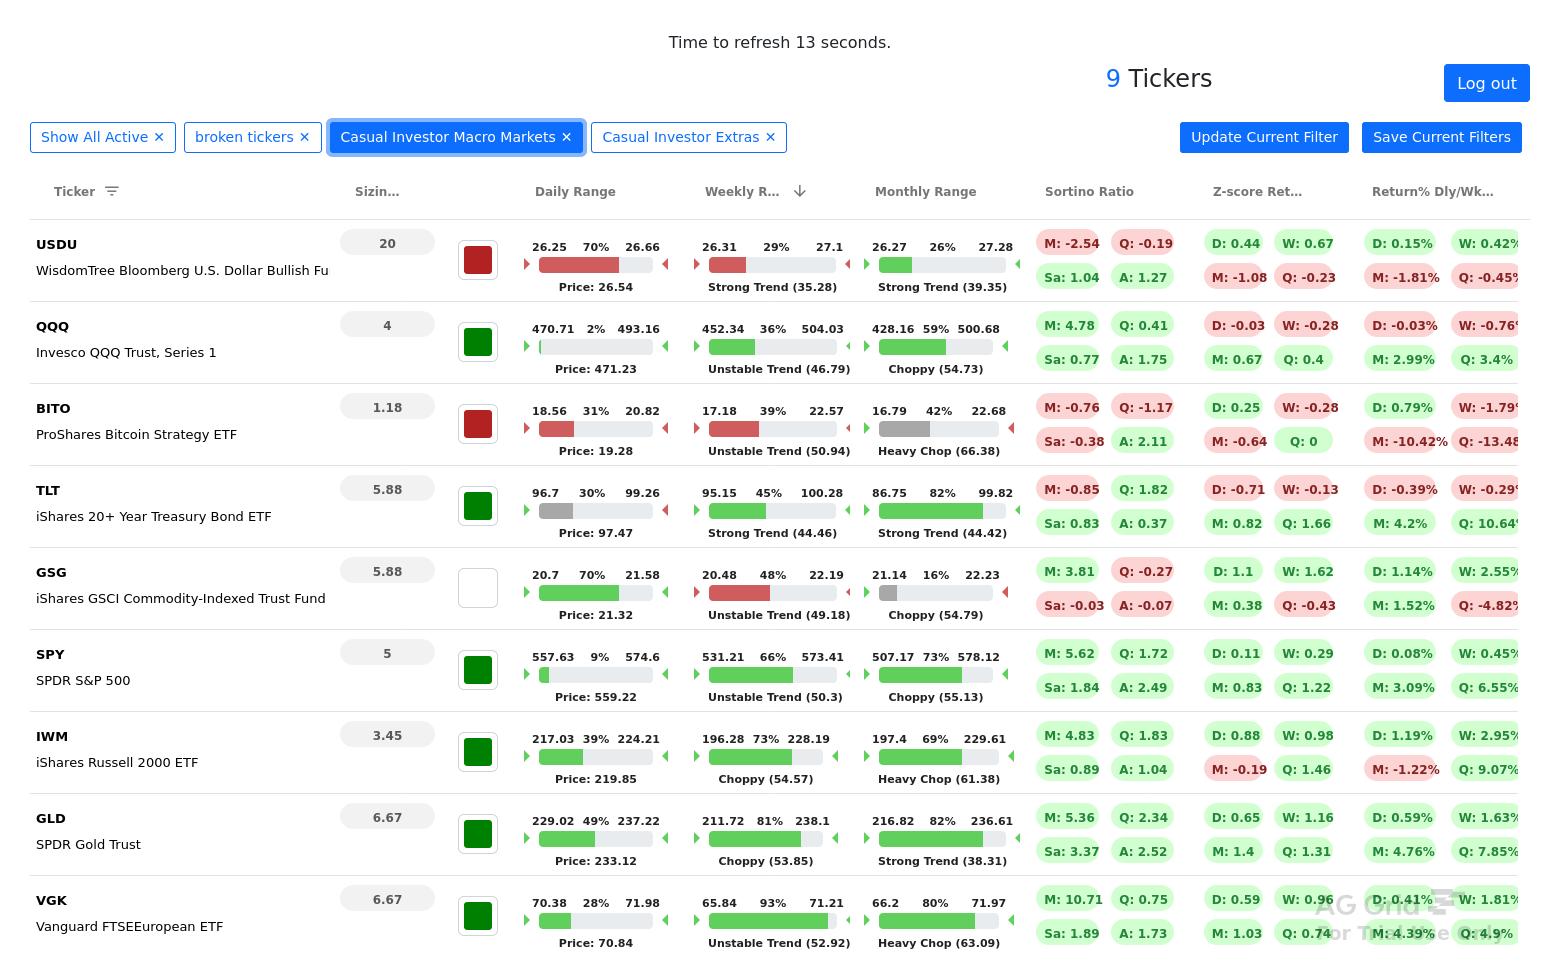 Time to refresh 13 seconds.
9 Tickers
Log out
Show All Active ✕ broken tickers ✕ Casual Investor Macro Markets ✕ Casual Investor Extras ✕ Update Current Filter Save Current Filters
Ticker Sizin... Daily Range Weekly R... Monthly Range Sortino Ratio Z-score Ret... Return% Dly/Wk...
USDU 20 26.25 70% 26.66 26.31 29% 27.1 26.27 26% 27.28 M: -2.54 Q: -0.19 D: 0.44 W: 0.67 D: 0.15% W: 0.42%
WisdomTree Bloomberg U.S. Dollar Bullish Fu Price: 26.54 Strong Trend (35.28) Strong Trend (39.35) Sa: 1.04 A: 1.27 M: -1.08 Q: -0.23 M: -1.81% Q: -0.45%
QQQ 4 470.71 2% 493.16 452.34 36% 504.03 428.16 59% 500.68 M: 4.78 Q: 0.41 D: -0.03 W: -0.28 D: -0.03% W: -0.76%
Invesco QQQ Trust, Series 1 Price: 471.23 Unstable Trend (46.79) Choppy (54.73) Sa: 0.77 A: 1.75 M: 0.67 Q: 0.4 M: 2.99% Q: 3.4%
BITO 1.18 18.56 31% 20.82 17.18 39% 22.57 16.79 42% 22.68 M: -0.76 Q: -1.17 D: 0.25 W: -0.28 D: 0.79% W: -1.79%
ProShares Bitcoin Strategy ETF Price: 19.28 Unstable Trend (50.94) Heavy Chop (66.38) Sa: -0.38 A: 2.11 M: -0.64 Q: 0 M: -10.42% Q: -13.48
TLT 5.88 96.7 30% 99.26 95.15 45% 100.28 86.75 82% 99.82 M: -0.85 Q: 1.82 D: -0.71 W: -0.13 D: -0.39% W: -0.29%
iShares 20+ Year Treasury Bond ETF Price: 97.47 Strong Trend (44.46) Strong Trend (44.42) Sa: 0.83 A: 0.37 M: 0.82 Q: 1.66 M: 4.2% Q: 10.64%
GSG 5.88 20.7 70% 21.58 20.48 48% 22.19 21.14 16% 22.23 M: 3.81 Q: -0.27 D: 1.1 W: 1.62 D: 1.14% W: 2.55%
iShares GSCI Commodity-Indexed Trust Fund Price: 21.32 Unstable Trend (49.18) Choppy (54.79) Sa: -0.03 A: -0.07 M: 0.38 Q: -0.43 M: 1.52% Q: -4.82%
SPY 5 557.63 9% 574.6 531.21 66% 573.41 507.17 73% 578.12 M: 5.62 Q: 1.72 D: 0.11 W: 0.29 D: 0.08% W: 0.45%
SPDR S&P 500 Price: 559.22 Unstable Trend (50.3) Choppy (55.13) Sa: 1.84 A: 2.49 M: 0.83 Q: 1.22 M: 3.09% Q: 6.55%
IWM 3.45 217.03 39% 224.21 196.28 73% 228.19 197.4 69% 229.61 M: 4.83 Q: 1.83 D: 0.88 W: 0.98 D: 1.19% W: 2.95%
iShares Russell 2000 ETF Price: 219.85 Choppy (54.57) Heavy Chop (61.38) Sa: 0.89 A: 1.04 M: -0.19 Q: 1.46 M: -1.22% Q: 9.07%
GLD 6.67 229.02 49% 237.22 211.72 81% 238.1 216.82 82% 236.61 M: 5.36 Q: 2.34 D: 0.65 W: 1.16 D: 0.59% W: 1.63%
SPDR Gold Trust Price: 233.12 Choppy (53.85) Strong Trend (38.31) Sa: 3.37 A: 2.52 M: 1.4 Q: 1.31 M: 4.76% Q: 7.85%
VGK 6.67 70.38 28% 71.98 65.84 93% 71.21 66.2 80% 71.97 M: 10.71 Q: 0.75 D: 0.59 W: 0.96 D: 0.41% W: 1.81%
Vanguard FTSEEuropean ETF Price: 70.84 Unstable Trend (52.92) Heavy Chop (63.09) Sa: 1.89 A: 1.73 M: 1.03 Q: 0.74 M: 4.39% Q: 4.9%
AG Grid
For Trial Use Only